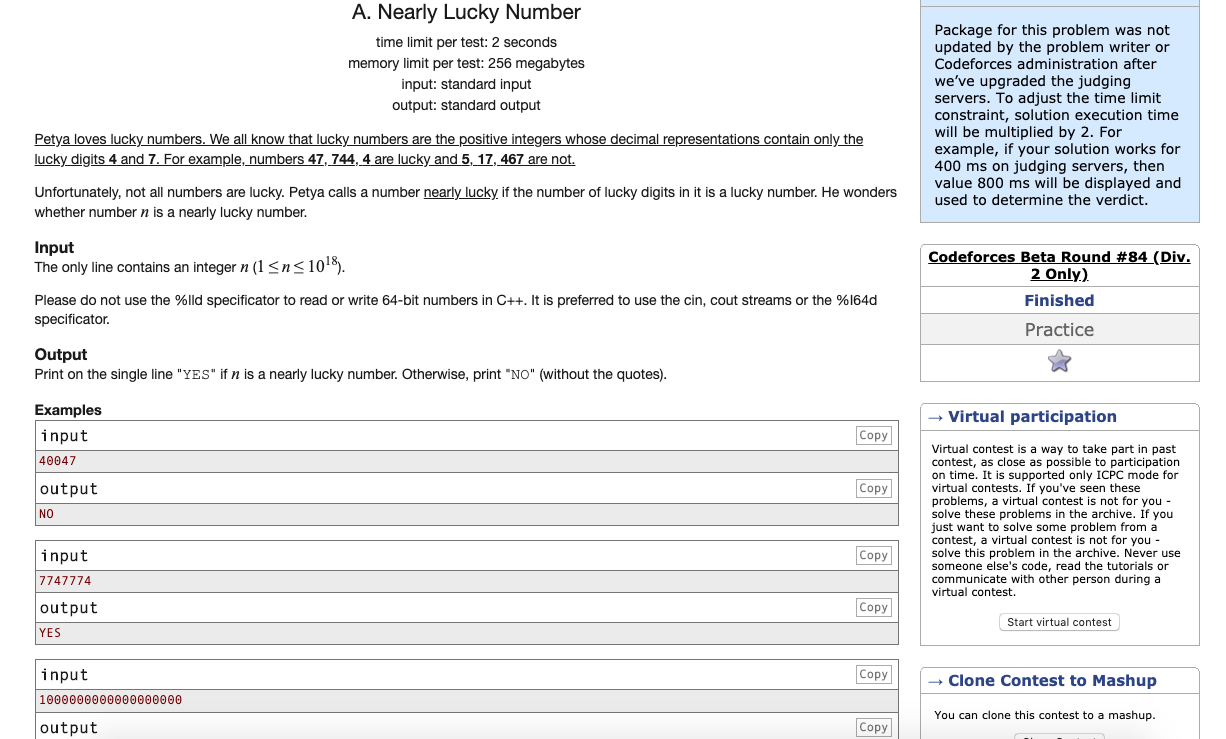 A. Nearly Lucky Number
time limit per test: 2 seconds
memory limit per test: 256 megabytes
input: standard input
output: standard output
Petya loves lucky numbers. We all know that lucky numbers are the positive integers whose decimal representations contain only the
lucky digits 4 and 7. For example, numbers 47, 744, 4 are lucky and 5, 17, 467 are not.
Unfortunately, not all numbers are lucky. Petya calls a number nearly lucky if the number of lucky digits in it is a lucky number. He wonders
whether number n is a nearly lucky number.
Input
The only line contains an integer n (1 ≤ n ≤ 10^18).
Please do not use the %lld specificator to read or write 64-bit numbers in С++. It is preferred to use the cin, cout streams or the %I64d
specificator.
Output
Print on the single line "YES" if n is a nearly lucky number. Otherwise, print "NO" (without the quotes).
Examples
input
Copy
40047
output
Copy
NO
input
Copy
7747774
output
Copy
YES
input
Copy
1000000000000000000
output
Copy
Package for this problem was not
updated by the problem writer or
Codeforces administration after
we've upgraded the judging
servers. To adjust the time limit
constraint, solution execution time
will be multiplied by 2. For
example, if your solution works for
400 ms on judging servers, then
value 800 ms will be displayed and
used to determine the verdict.
Codeforces Beta Round #84 (Div.
2 Only)
Finished
Practice
→ Virtual participation
Virtual contest is a way to take part in past
contest, as close as possible to participation
on time. It is supported only ICPC mode for
virtual contests. If you've seen these
problems, a virtual contest is not for you -
solve these problems in the archive. If you
just want to solve some problem from a
contest, a virtual contest is not for you -
solve this problem in the archive. Never use
someone else's code, read the tutorials or
communicate with other person during a
virtual contest.
Start virtual contest
→ Clone Contest to Mashup
You can clone this contest to a mashup.